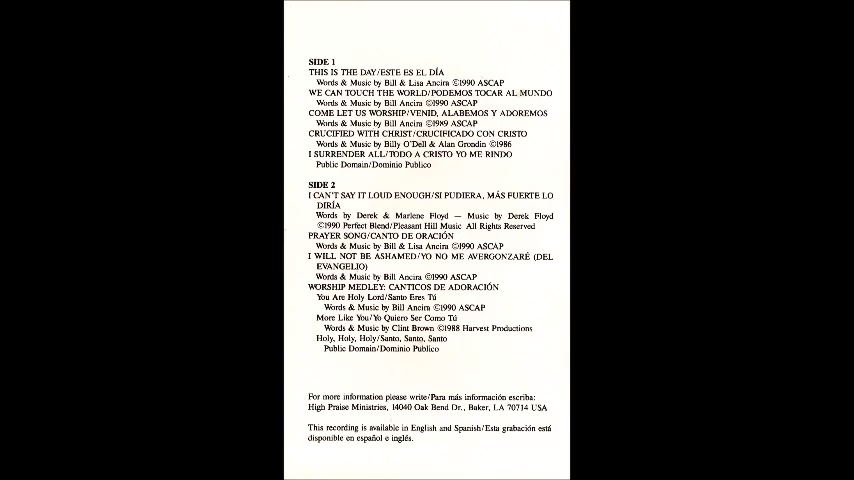 SIDE 1
THIS IS THE DAY/ESTE ES EL DÍA
Words & Music by Bill & Lisa Ancira ©1990 ASCAP
WE CAN TOUCH THE WORLD/PODEMOS TOCAR AL MUNDO
Words & Music by Bill Ancira ©1990 ASCAP
COME LET US WORSHIP/VENID, ALABEMOS Y ADOREMOS
Words & Music by Bill Ancira ©1989 ASCAP
CRUCIFIED WITH CHRIST/CRUCIFICADO CON CRISTO
Words & Music by Billy O'Dell & Alan Grondin ©1986
I SURRENDER ALL/TODO A CRISTO YO ME RINDO
Public Domain/Dominio Publico
SIDE 2
I CAN'T SAY IT LOUD ENOUGH/SI PUDIERA, MÁS FUERTE LO
DIRÍA
Words by Derek & Marlene Floyd — Music by Derek Floyd
©1990 Perfect Blend/Pleasant Hill Music All Rights Reserved
PRAYER SONG/CANTO DE ORACIÓN
Words & Music by Bill & Lisa Ancira ©1990 ASCAP
I WILL NOT BE ASHAMED/YO NO ME AVERGONZARÉ (DEL
EVANGELIO)
Words & Music by Bill Ancira ©1990 ASCAP
WORSHIP MEDLEY: CANTICOS DE ADORACIÓN
You Are Holy Lord/Santo Eres Tú
Words & Music by Bill Ancira ©1990 ASCAP
More Like You/Yo Quiero Ser Como Tú
Words & Music by Clint Brown ©1988 Harvest Productions
Holy, Holy, Holy/Santo, Santo, Santo
Public Domain/Dominio Publico
For more information please write/Para más información escriba:
High Praise Ministries, 14040 Oak Bend Dr., Baker, LA 70714 USA
This recording is available in English and Spanish/Esta grabación está
disponible en español e inglés.